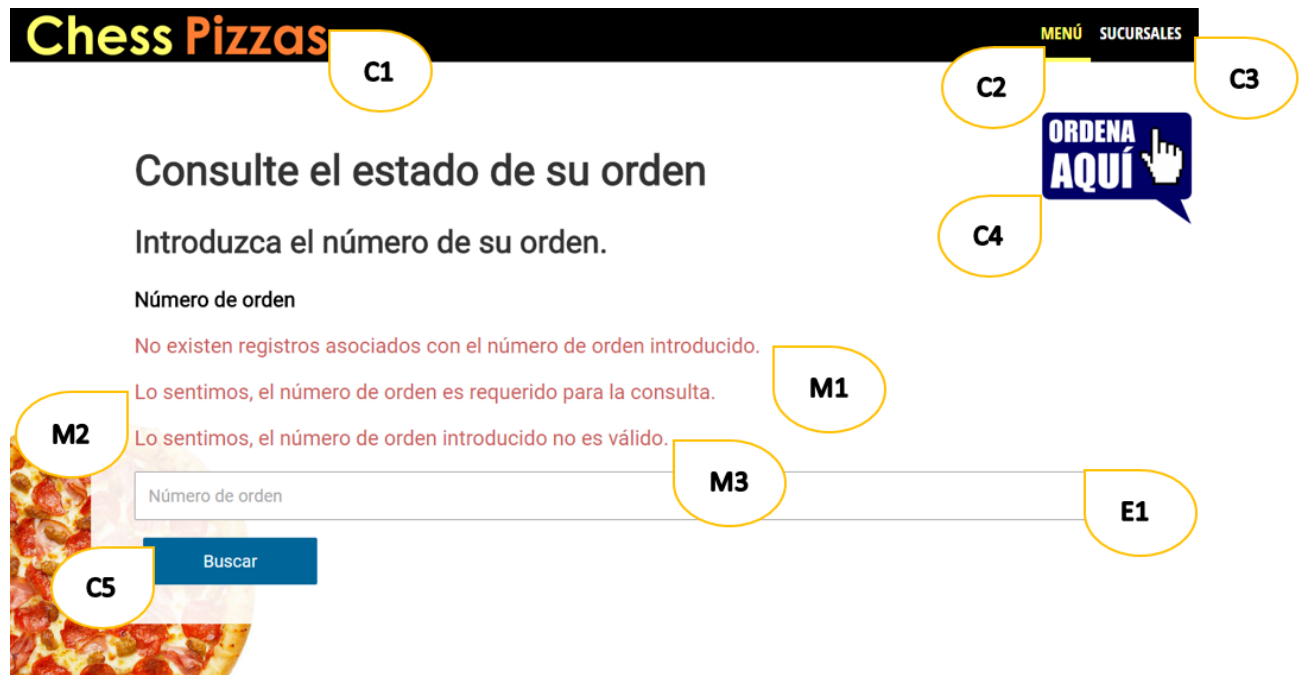 Chess Pizzas
MENÚ SUCURSALES
C1
C2
C3
ORDENA
AQUÍ
Consulte el estado de su orden
C4
Introduzca el número de su orden.
Número de orden
No existen registros asociados con el número de orden introducido.
M1
Lo sentimos, el número de orden es requerido para la consulta.
M2
Lo sentimos, el número de orden introducido no es válido.
M3
Número de orden
E1
Buscar
C5